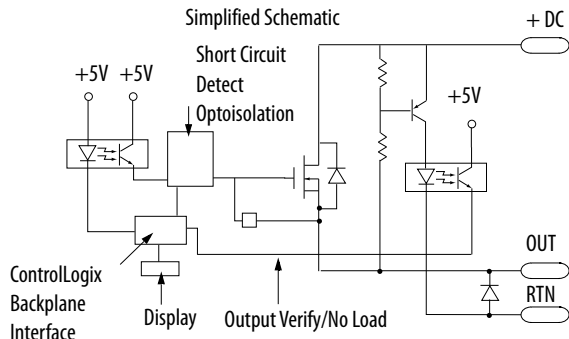 Simplified Schematic
+ DC
Short Circuit
Detect
Optoisolation
+5V
+5V
+5V
OUT
RTN
ControlLogix
Backplane
Interface
Display
Output Verify/No Load